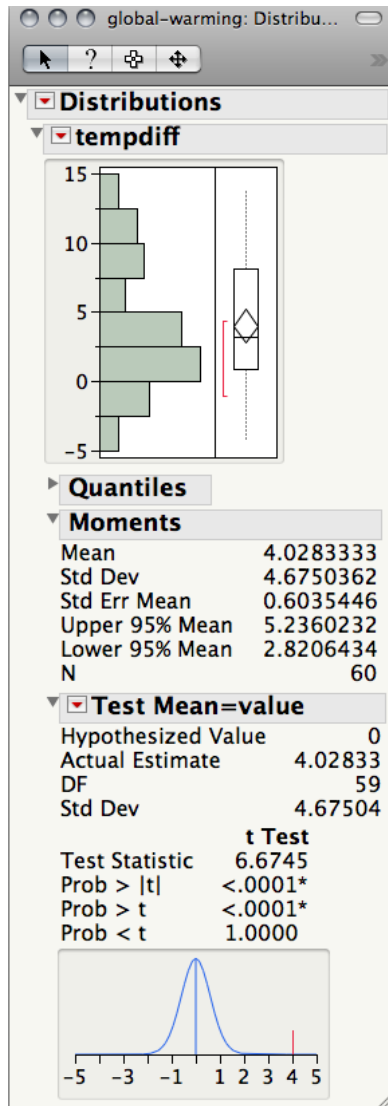 global-warming: Distribu...
?
Distributions
tempdiff
15
10
5
0
-5
Quantiles
Moments
Mean 4.0283333
Std Dev 4.6750362
Std Err Mean 0.6035446
Upper 95% Mean 5.2360232
Lower 95% Mean 2.8206434
N 60
Test Mean=value
Hypothesized Value 0
Actual Estimate 4.02833
DF 59
Std Dev 4.67504
t Test
Test Statistic 6.6745
Prob > |t| <.0001*
Prob > t <.0001*
Prob < t 1.0000
-5 -3 -1 1 2 3 4 5